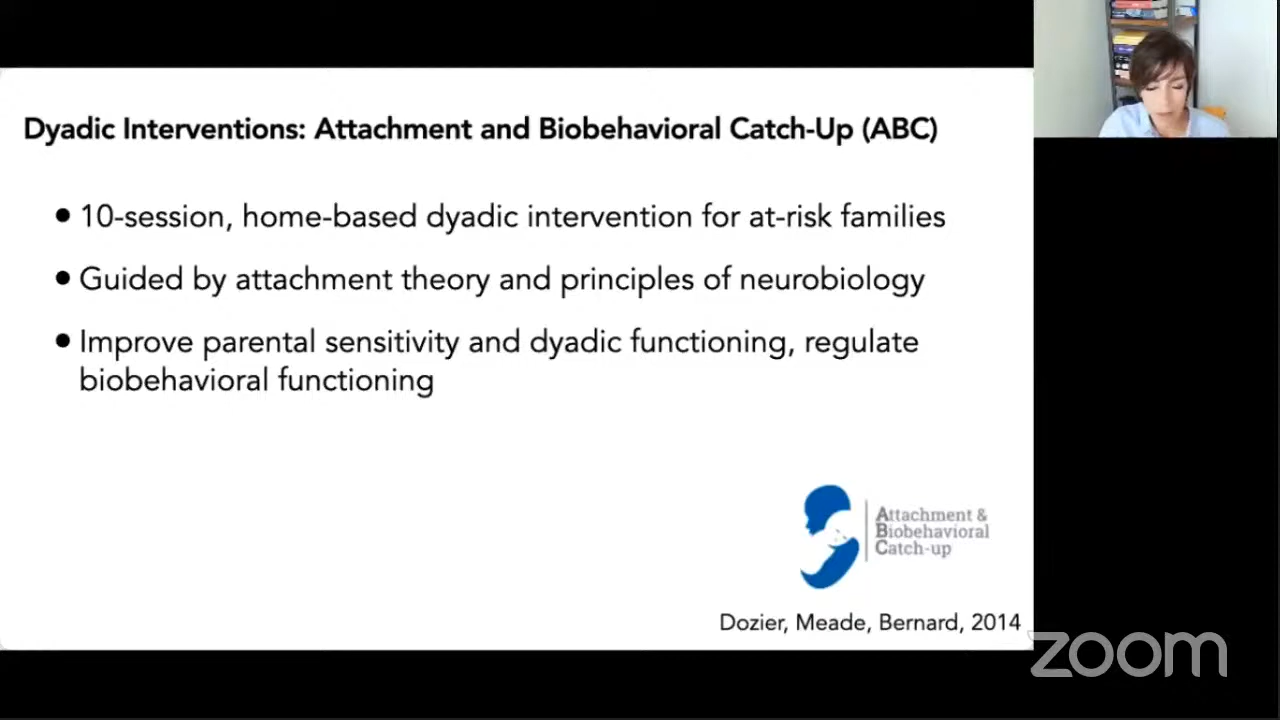 Dyadic Interventions: Attachment and Biobehavioral Catch-Up (ABC)
• 10-session, home-based dyadic intervention for at-risk families
• Guided by attachment theory and principles of neurobiology
• Improve parental sensitivity and dyadic functioning, regulate
biobehavioral functioning
Attachment &
Biobehavioral
Catch-up
Dozier, Meade, Bernard, 2014
zoom